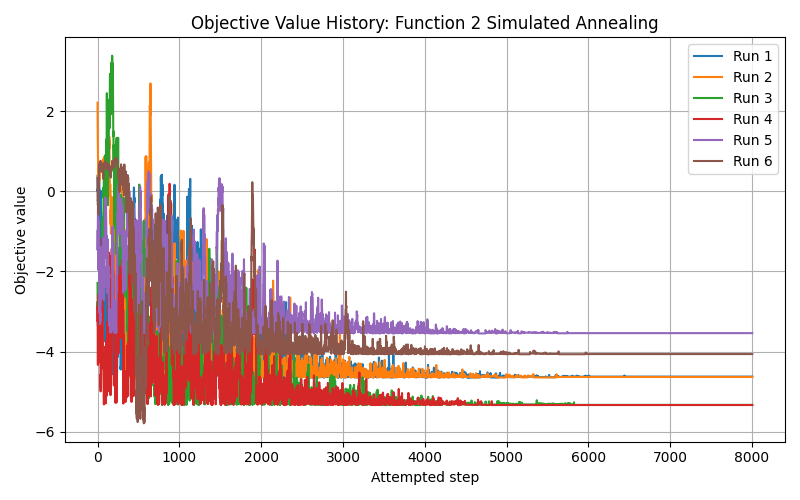 Objective Value History: Function 2 Simulated Annealing
Objective value
2
0
−2
−4
−6
0 1000 2000 3000 4000 5000 6000 7000 8000
Attempted step
Run 1
Run 2
Run 3
Run 4
Run 5
Run 6